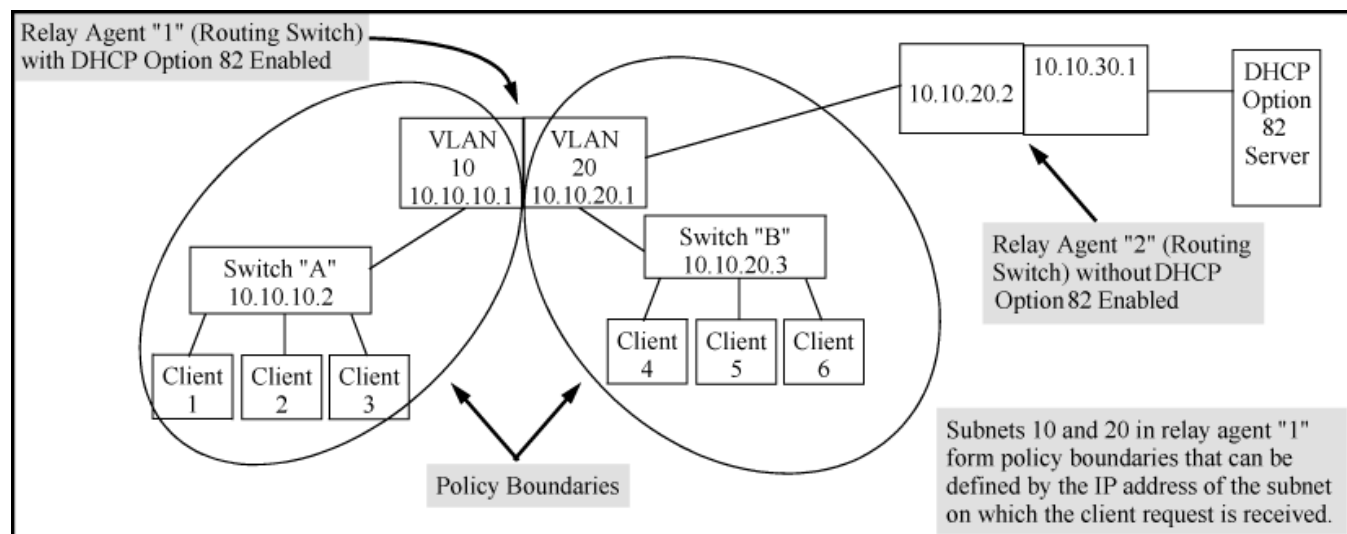 Relay Agent "1" (Routing Switch)
with DHCP Option 82 Enabled
VLAN
10
10.10.10.1
VLAN
20
10.10.20.1
10.10.20.2
10.10.30.1
DHCP
Option
82
Server
Switch "A"
10.10.10.2
Switch "B"
10.10.20.3
Relay Agent "2" (Routing
Switch) without DHCP
Option 82 Enabled
Client
1
Client
2
Client
3
Client
4
Client
5
Client
6
Policy Boundaries
Subnets 10 and 20 in relay agent "1"
form policy boundaries that can be
defined by the IP address of the subnet
on which the client request is received.